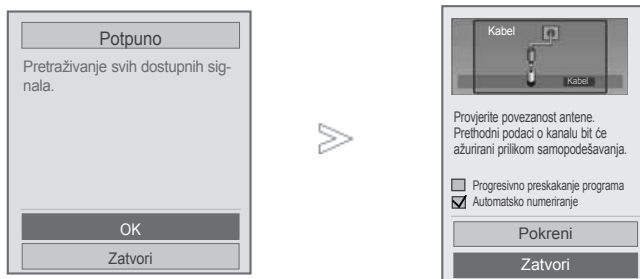 Potpuno
Pretraživanje svih dostupnih sig-
nala.
OK
Zatvori
Kabel
Kabel
Provjerite povezanost antene.
Prethodni podaci o kanalu bit će
ažurirani prilikom samopodešavanja.
Progresivno preskakanje programa
Automatsko numeriranje
Pokreni
Zatvori